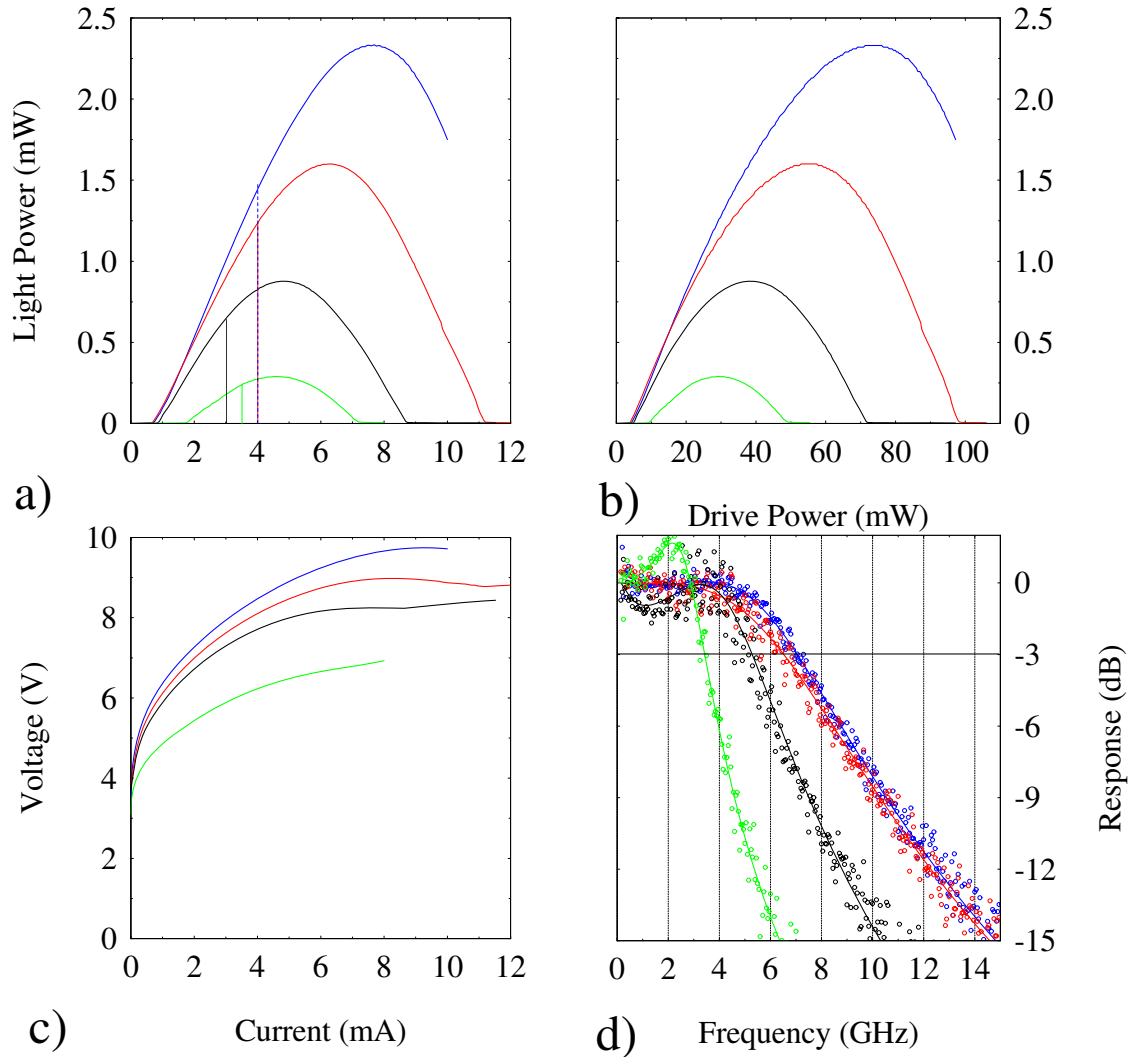 2.5
2.0
1.5
1.0
0.5
0
Light Power (mW)
0 2 4 6 8 10 12
a)
2.5
2.0
1.5
1.0
0.5
0
20 40 60 80 100
b)
Drive Power (mW)
10
8
6
4
2
0
Voltage (V)
0 2 4 6 8 10 12
c)
Current (mA)
0
-3
-6
-9
-12
-15
Response (dB)
0 2 4 6 8 10 12 14
d)
Frequency (GHz)